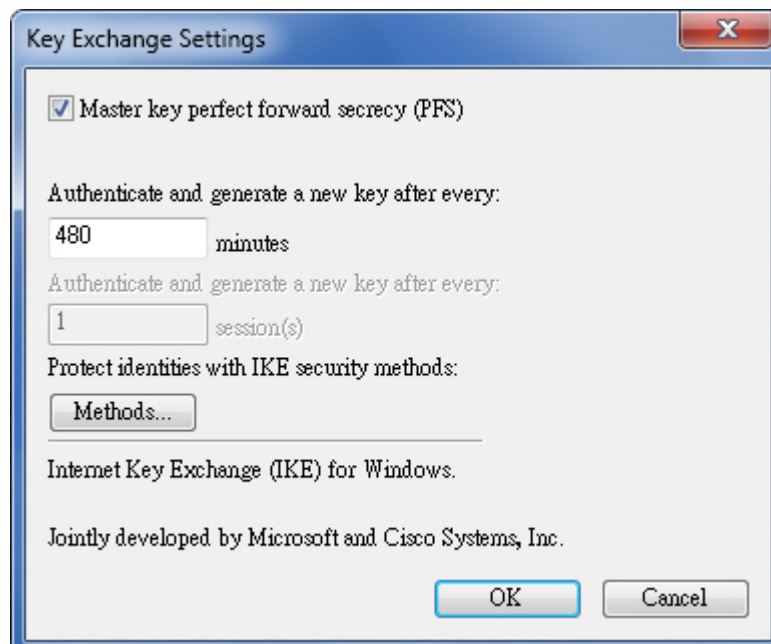 Key Exchange Settings
Master key perfect forward secrecy (PFS)
Authenticate and generate a new key after every:
480 minutes
Authenticate and generate a new key after every:
1 session(s)
Protect identities with IKE security methods:
Methods...
Internet Key Exchange (IKE) for Windows.
Jointly developed by Microsoft and Cisco Systems, Inc.
OK Cancel